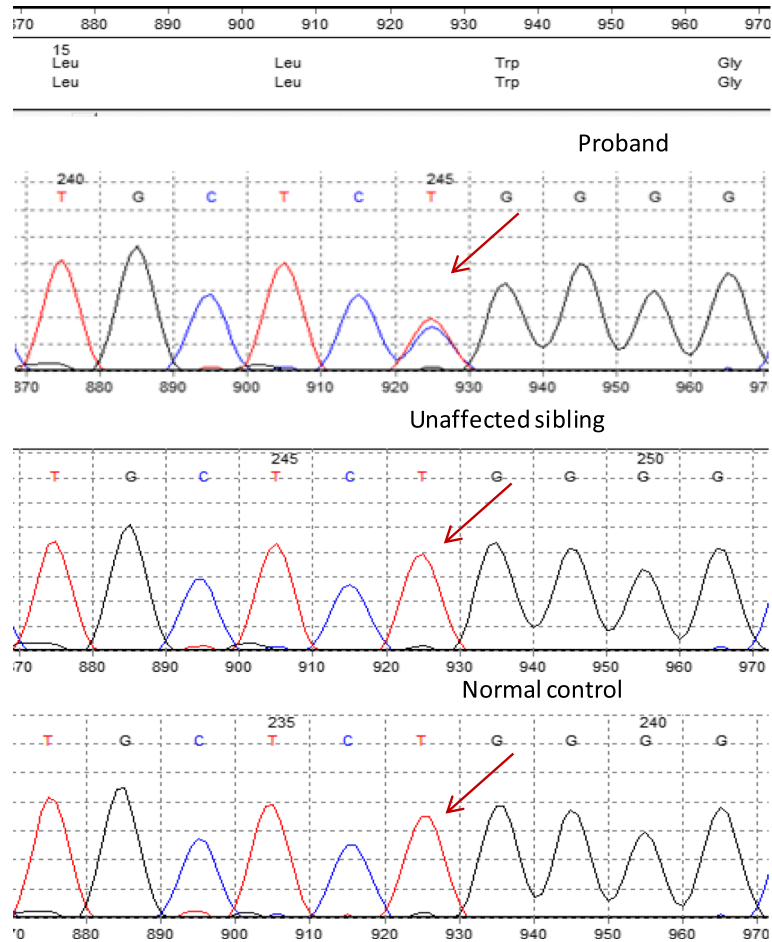 870 880 890 900 910 920 930 940 950 960 970
15
Leu Leu Trp Gly
Leu Leu Trp Gly
Proband
240 245
T G C T C T G G G G
870 880 890 900 910 920 930 940 950 960 97
Unaffected sibling
245 250
T G C T C T G G G G
70 880 890 900 910 920 930 940 950 960 970
Normal control
235 240
T G C T C T G G G G
0 880 890 900 910 920 930 940 950 960 970